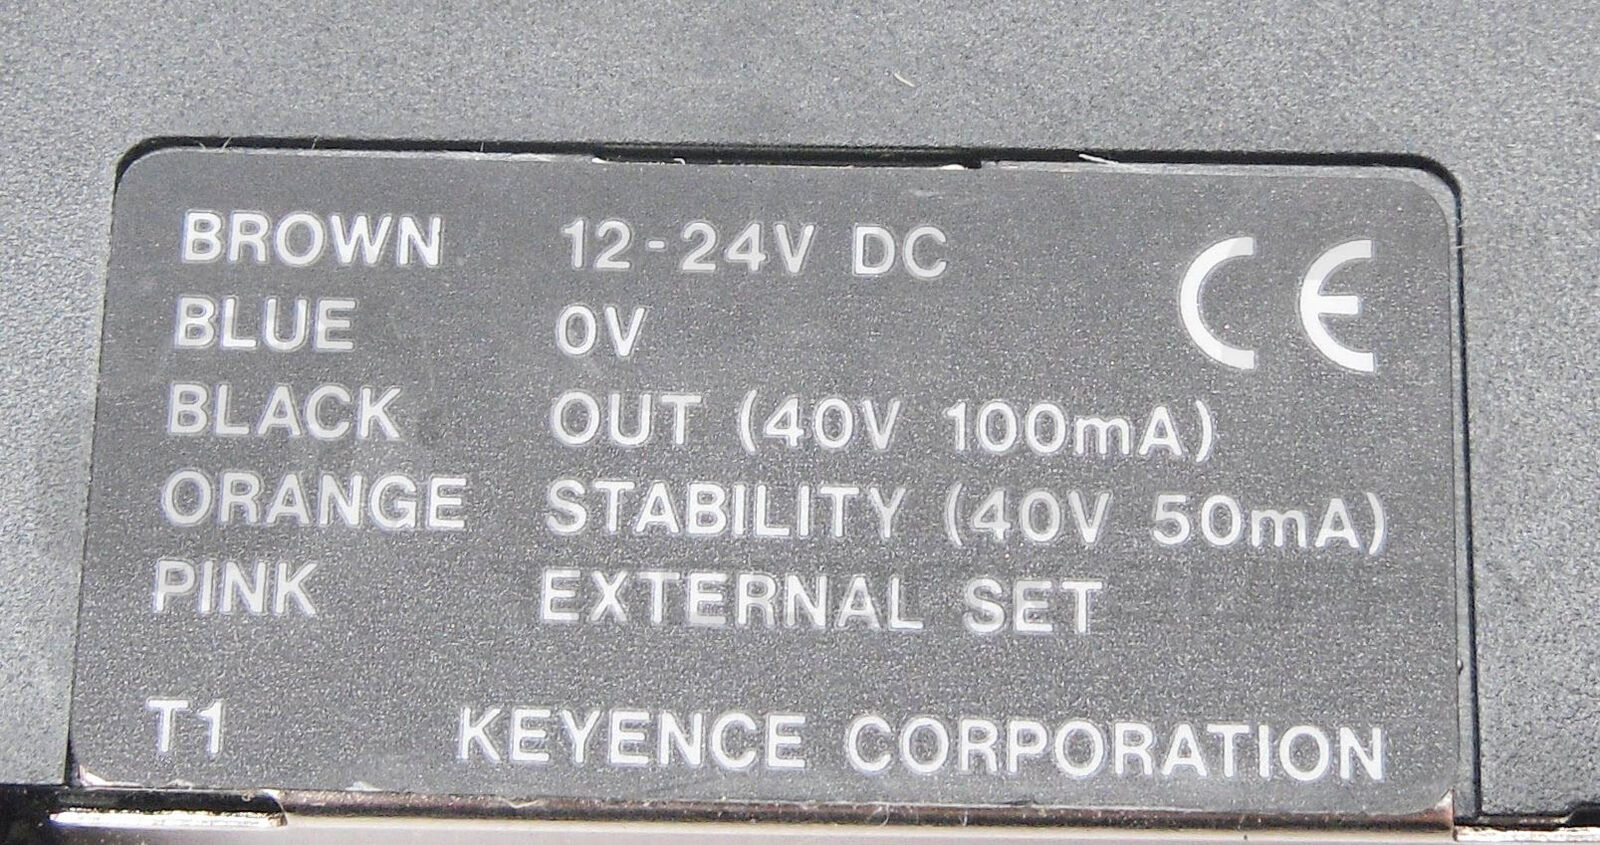 BROWN 12-24V DC
BLUE 0V
BLACK OUT (40V 100mA)
ORANGE STABILITY (40V 50mA)
PINK EXTERNAL SET
CE
T1 KEYENCE CORPORATION